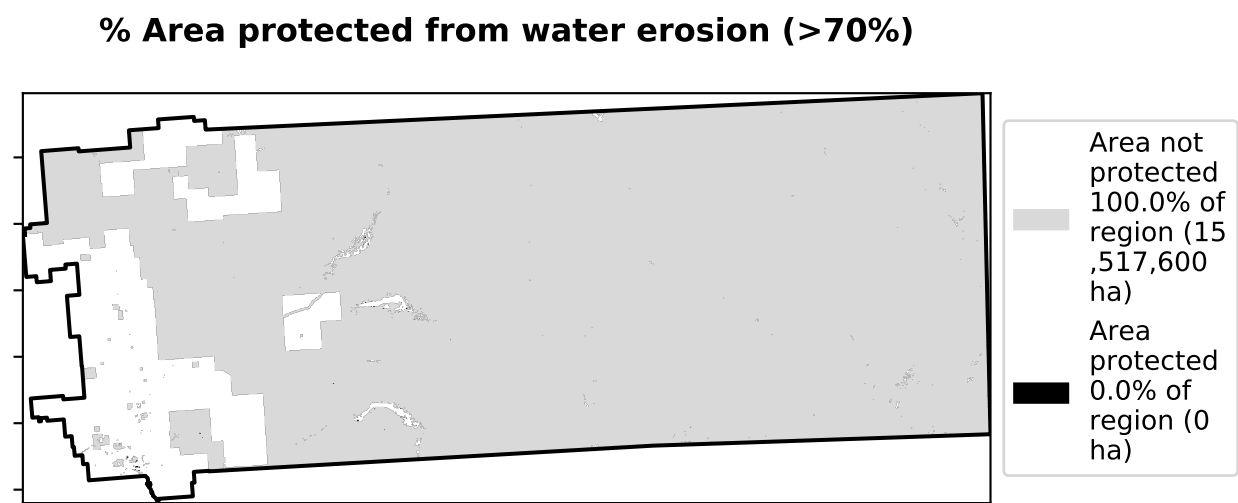 % Area protected from water erosion (>70%)
Area not
protected
100.0% of
region (15
,517,600
ha)
Area
protected
0.0% of
region (0
ha)